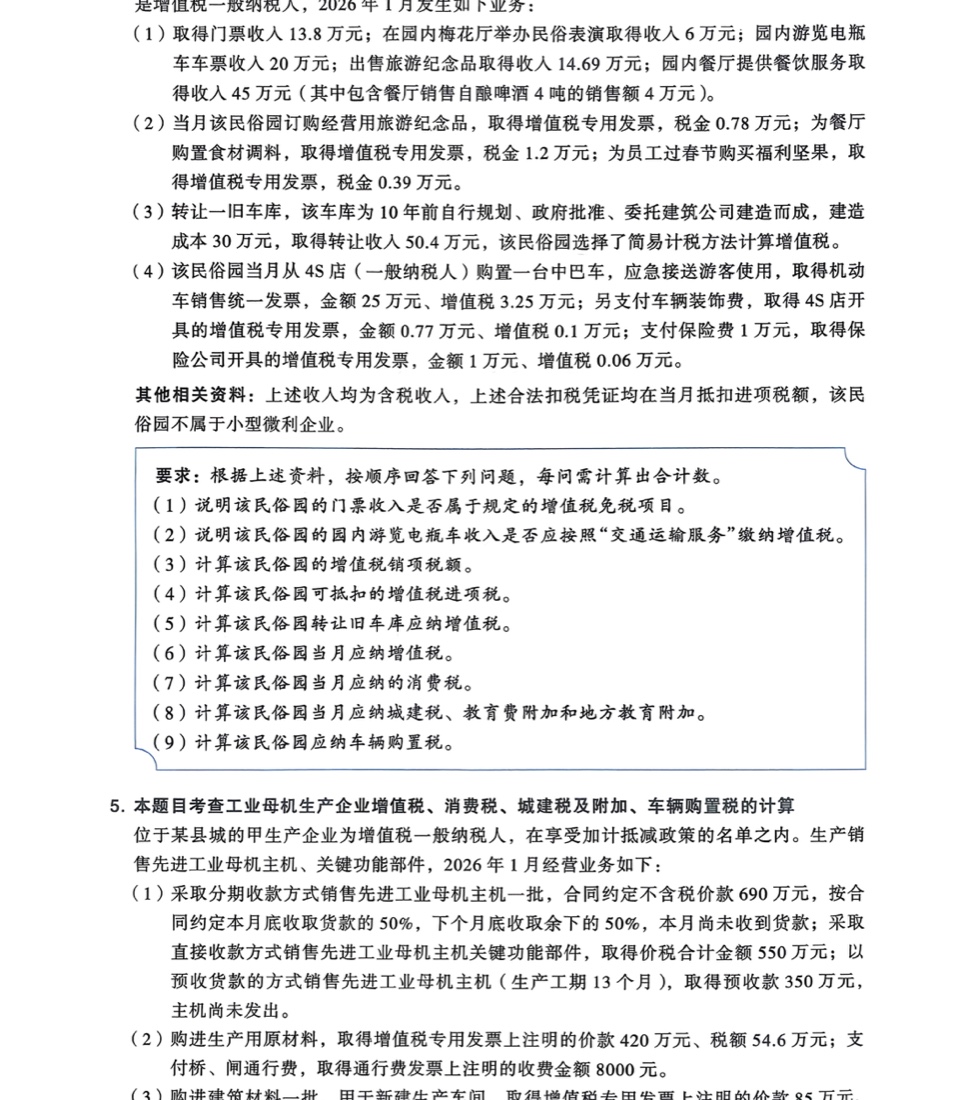 是增值税一般纳税人，2026 年 1 月发生如下业务：
（1）取得门票收入 13.8 万元；在园内梅花厅举办民俗表演取得收入 6 万元；园内游览电瓶
车车票收入 20 万元；出售旅游纪念品取得收入 14.69 万元；园内餐厅提供餐饮服务取
得收入 45 万元（其中包含餐厅销售自酿啤酒 4 吨的销售额 4 万元）。
（2）当月该民俗园订购经营用旅游纪念品，取得增值税专用发票，税金 0.78 万元；为餐厅
购置食材调料，取得增值税专用发票，税金 1.2 万元；为员工过春节购买福利坚果，取
得增值税专用发票，税金 0.39 万元。
（3）转让一旧车库，该车库为 10 年前自行规划、政府批准、委托建筑公司建造而成，建造
成本 30 万元，取得转让收入 50.4 万元，该民俗园选择了简易计税方法计算增值税。
（4）该民俗园当月从 4S 店（一般纳税人）购置一台中巴车，应急接送游客使用，取得机动
车销售统一发票，金额 25 万元、增值税 3.25 万元；另支付车辆装饰费，取得 4S 店开
具的增值税专用发票，金额 0.77 万元、增值税 0.1 万元；支付保险费 1 万元，取得保
险公司开具的增值税专用发票，金额 1 万元、增值税 0.06 万元。
其他相关资料：上述收入均为含税收入，上述合法扣税凭证均在当月抵扣进项税额，该民
俗园不属于小型微利企业。
要求：根据上述资料，按顺序回答下列问题，每问需计算出合计数。
（1）说明该民俗园的门票收入是否属于规定的增值税免税项目。
（2）说明该民俗园的园内游览电瓶车收入是否应按照“交通运输服务”缴纳增值税。
（3）计算该民俗园的增值税销项税额。
（4）计算该民俗园可抵扣的增值税进项税。
（5）计算该民俗园转让旧车库应纳增值税。
（6）计算该民俗园当月应纳增值税。
（7）计算该民俗园当月应纳的消费税。
（8）计算该民俗园当月应纳城建税、教育费附加和地方教育附加。
（9）计算该民俗园应纳车辆购置税。
5. 本题目考查工业母机生产企业增值税、消费税、城建税及附加、车辆购置税的计算
位于某县城的甲生产企业为增值税一般纳税人，在享受加计抵减政策的名单之内。生产销
售先进工业母机主机、关键功能部件，2026 年 1 月经营业务如下：
（1）采取分期收款方式销售先进工业母机主机一批，合同约定不含税价款 690 万元，按合
同约定本月底收取货款的 50%，下个月底收取余下的 50%，本月尚未收到货款；采取
直接收款方式销售先进工业母机主机关键功能部件，取得价税合计金额 550 万元；以
预收货款的方式销售先进工业母机主机（生产工期 13 个月），取得预收款 350 万元，
主机尚未发出。
（2）购进生产用原材料，取得增值税专用发票上注明的价款 420 万元、税额 54.6 万元；支
付桥、闸通行费，取得通行费发票上注明的收费金额 8000 元。
（3）购进建筑材料一批，用于新建生产车间，取得增值税专用发票上注明的价款 85 万元、